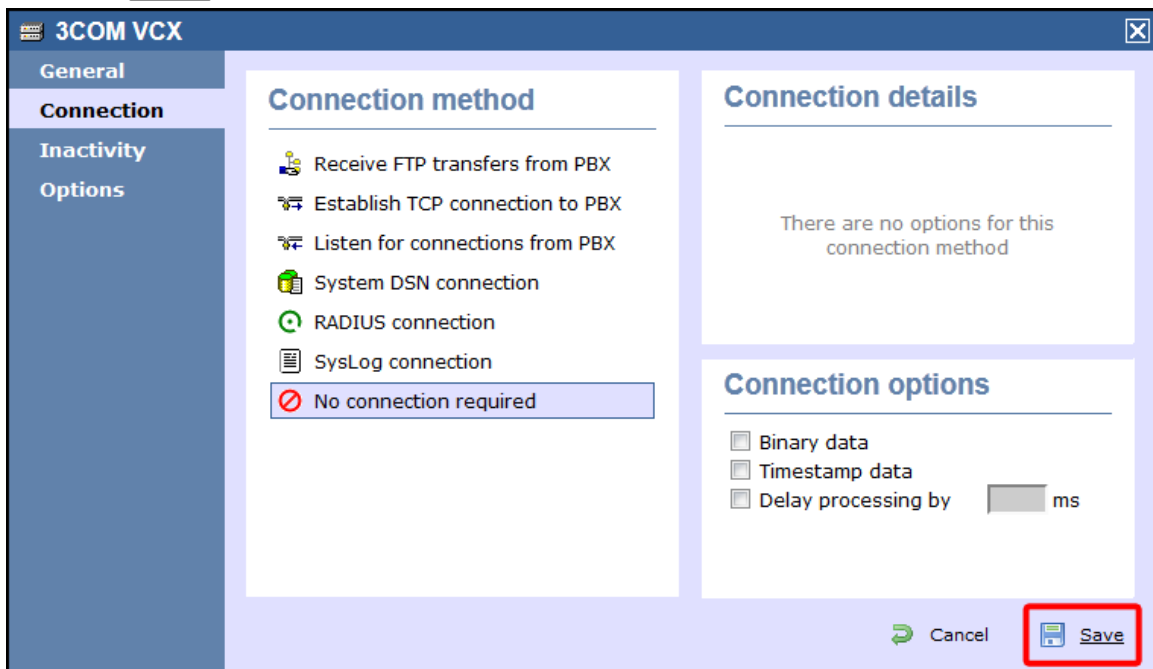 3COM VCX
General
Connection
Inactivity
Options
Connection method
Receive FTP transfers from PBX
Establish TCP connection to PBX
Listen for connections from PBX
System DSN connection
RADIUS connection
SysLog connection
No connection required
Connection details
There are no options for this
connection method
Connection options
Binary data
Timestamp data
Delay processing by ms
Cancel
Save